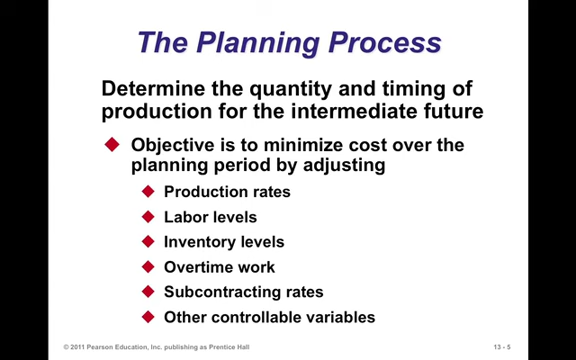 The Planning Process
Determine the quantity and timing of
production for the intermediate future
Objective is to minimize cost over the
planning period by adjusting
Production rates
Labor levels
Inventory levels
Overtime work
Subcontracting rates
Other controllable variables
© 2011 Pearson Education, Inc. publishing as Prentice Hall
13 - 5